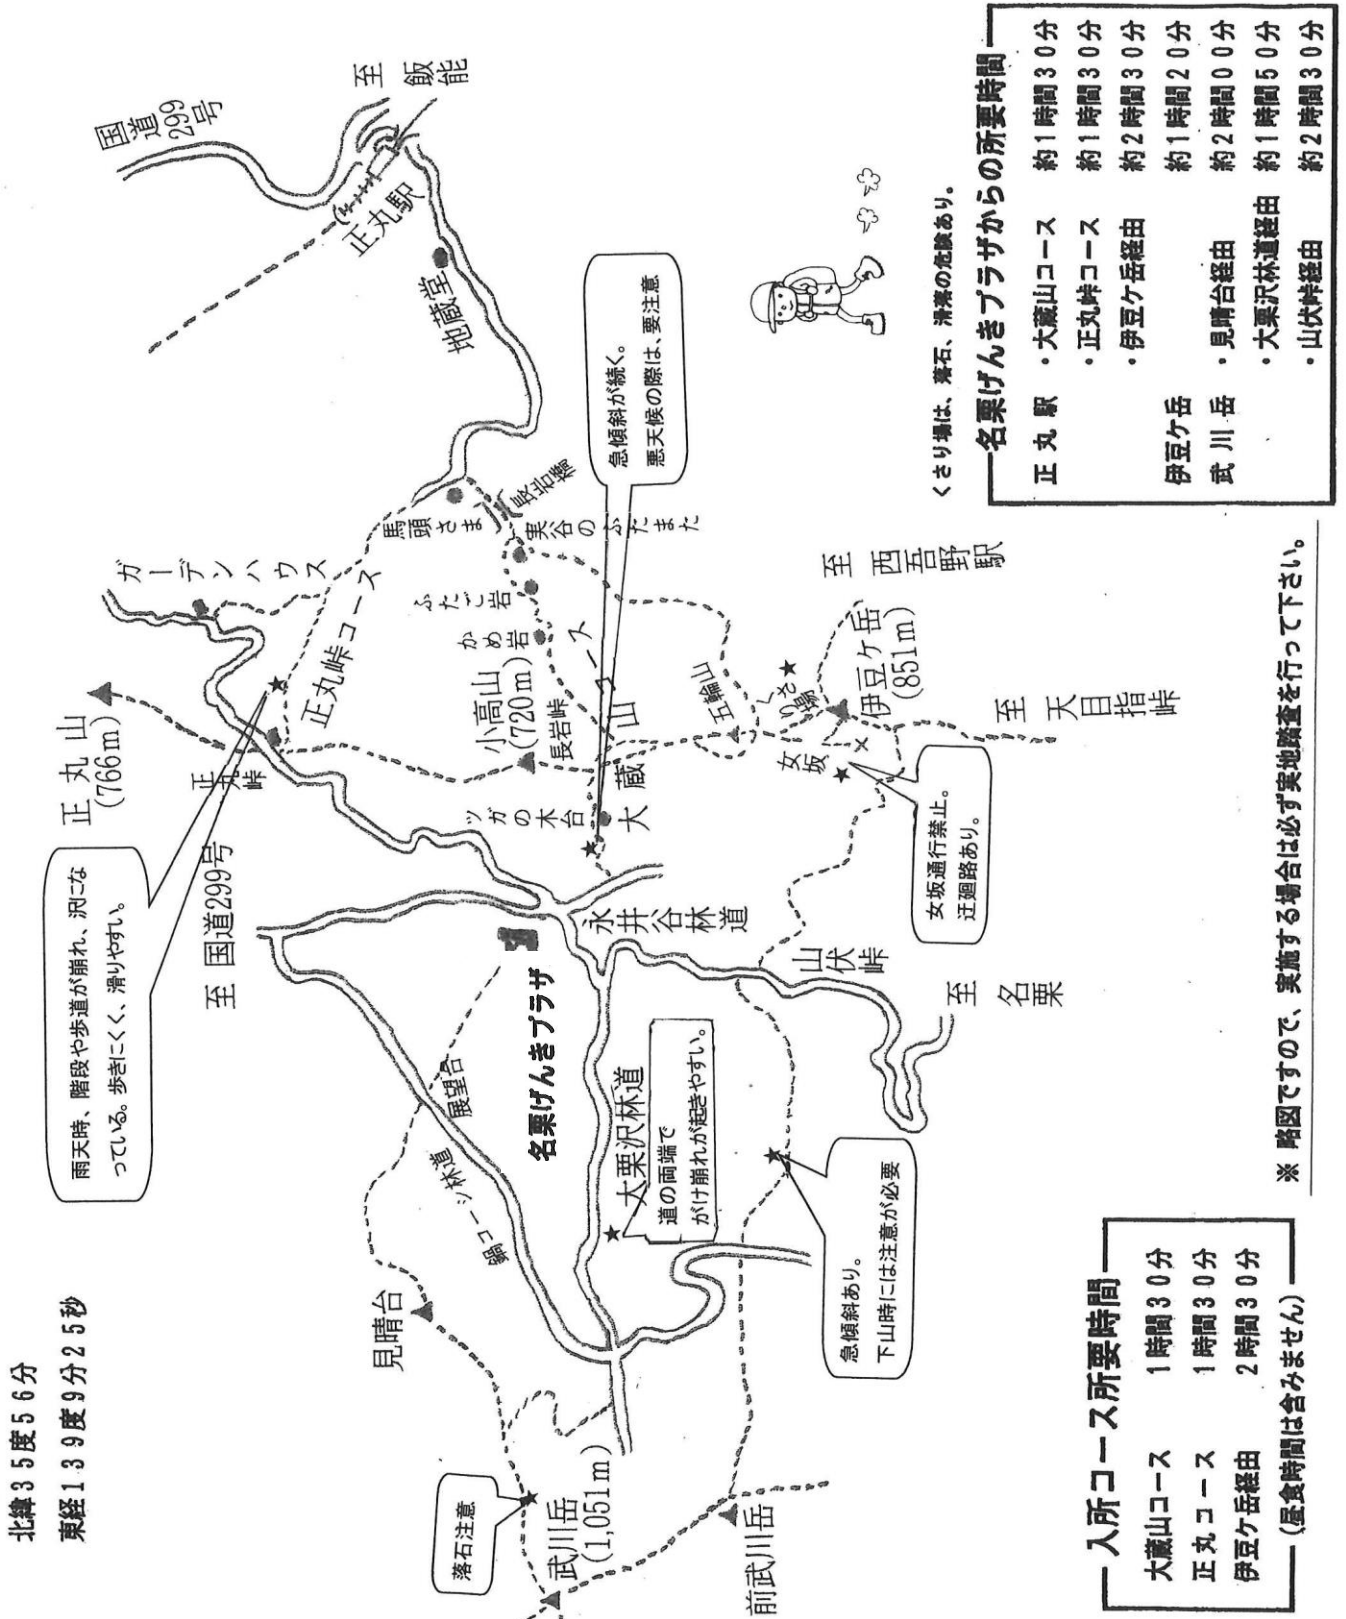 北緯３５度５６分
東経１３９度９分２５秒
雨天時、階段や歩道が崩れ、沢にな
っている。歩きにくく、滑りやすい。
正丸山
(766m)
ガーデンハウス
国道
299号
至 飯能
正丸駅
地蔵堂
至 国道299号
正丸峠
正丸峠コース
馬頭さま
長岩橋
実谷のふたまた
ふたご岩
かめ岩
小高山
(720m)
長岩峠
ツガの木台
大蔵山コース
急傾斜が続く。
悪天候の際は、要注意
見晴台
鍋コーシ林道
展望台
名栗げんきプラザ
永井谷林道
五輪山
くさり場
女坂
伊豆ケ岳
(851m)
至 西吾野駅
至 天目指峠
女坂通行禁止。
迂廻路あり。
大栗沢林道
道の両端で
がけ崩れが起きやすい。
山伏峠
至 名栗
落石注意
武川岳
(1,051m)
前武川岳
急傾斜あり。
下山時には注意が必要
くさり場は、落石、滑落の危険あり。
入所コース所要時間
大蔵山コース １時間３０分
正丸コース １時間３０分
伊豆ケ岳経由 ２時間３０分
(昼食時間は含みません)
※ 略図ですので、実施する場合は必ず実地踏査を行って下さい。
名栗げんきプラザからの所要時間
正丸駅 ・大蔵山コース 約１時間３０分
・正丸峠コース 約１時間３０分
・伊豆ケ岳経由 約２時間３０分
伊豆ケ岳 約１時間２０分
武川岳 ・見晴台経由 約２時間００分
・大栗沢林道経由 約１時間５０分
・山伏峠経由 約２時間３０分